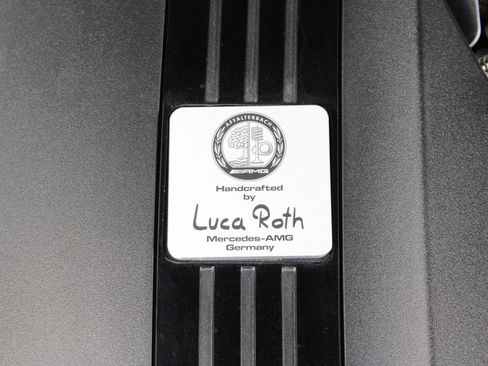 AFFALTERBACH
AMG
Handcrafted
by
Luca Roth
Mercedes-AMG
Germany